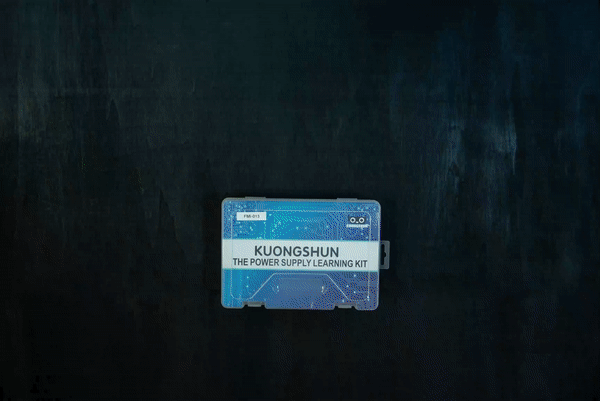 KUONGSHUN
THE POWER SUPPLY LEARNING KIT